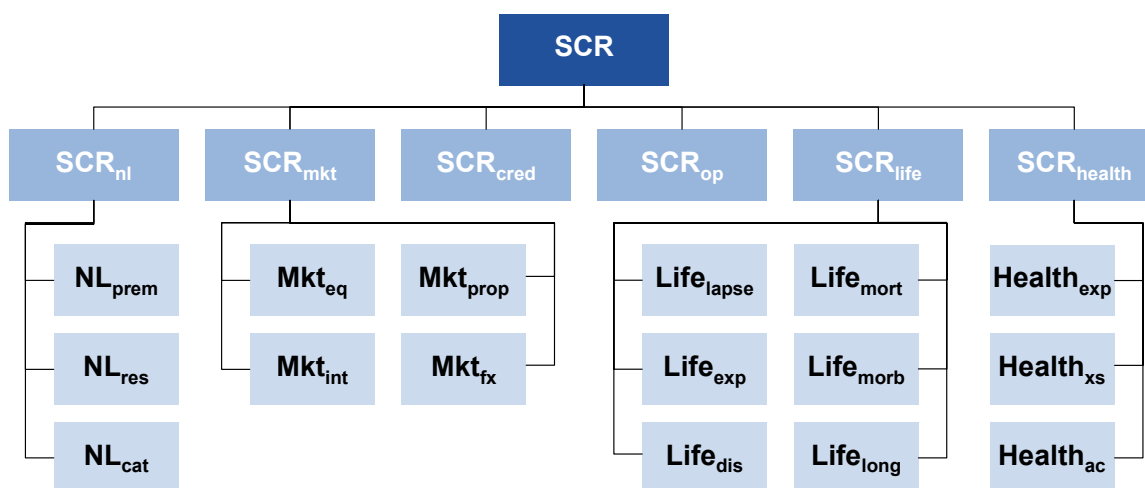 SCR
SCRnl SCRmkt SCRcred SCRop SCRlife SCRhealth
NLprem Mkteq Mktprop Lifelapse Lifemort Healthexp
NLres Mktint Mktfx Lifeexp Lifemorb Healthxs
NLcat Lifedis Lifelong Healthac